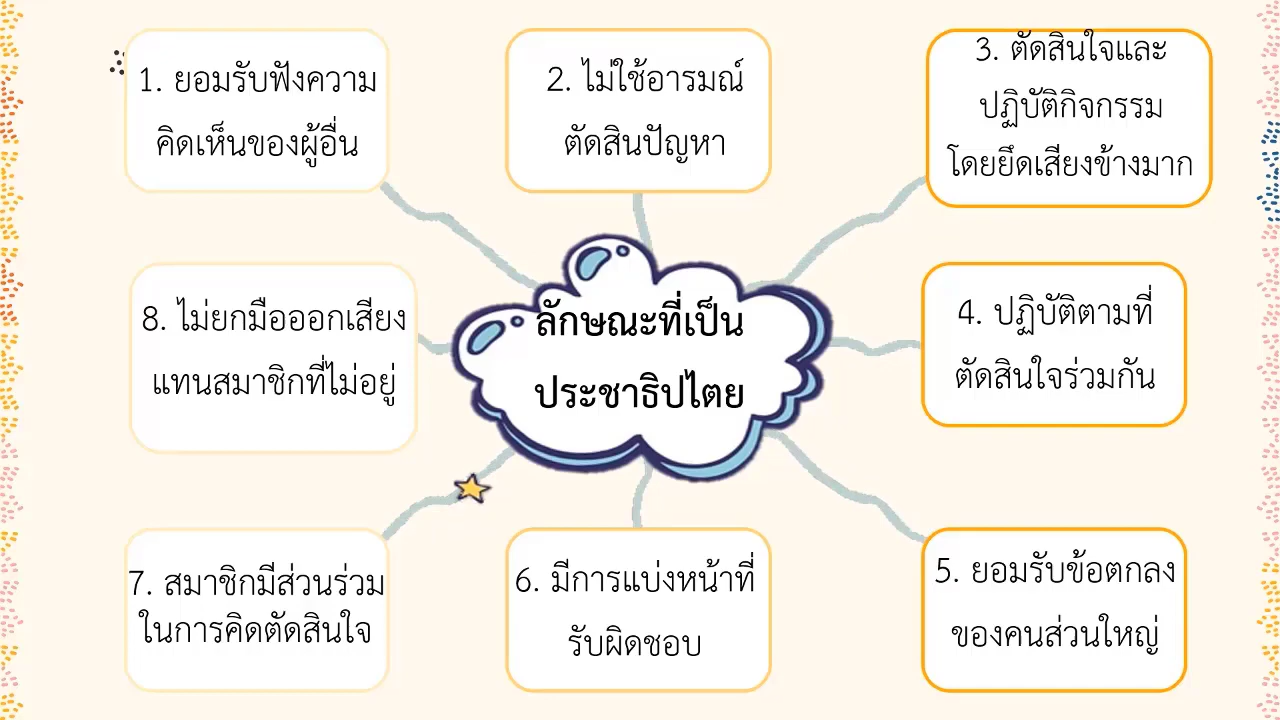 1. ยอมรับฟังความ
คิดเห็นของผู้อื่น
2. ไม่ใช้อารมณ์
ตัดสินปัญหา
3. ตัดสินใจและ
ปฏิบัติกิจกรรม
โดยยึดเสียงข้างมาก
8. ไม่ยกมือออกเสียง
แทนสมาชิกที่ไม่อยู่
ลักษณะที่เป็น
ประชาธิปไตย
4. ปฏิบัติตามที่
ตัดสินใจร่วมกัน
7. สมาชิกมีส่วนร่วม
ในการคิดตัดสินใจ
6. มีการแบ่งหน้าที่
รับผิดชอบ
5. ยอมรับข้อตกลง
ของคนส่วนใหญ่